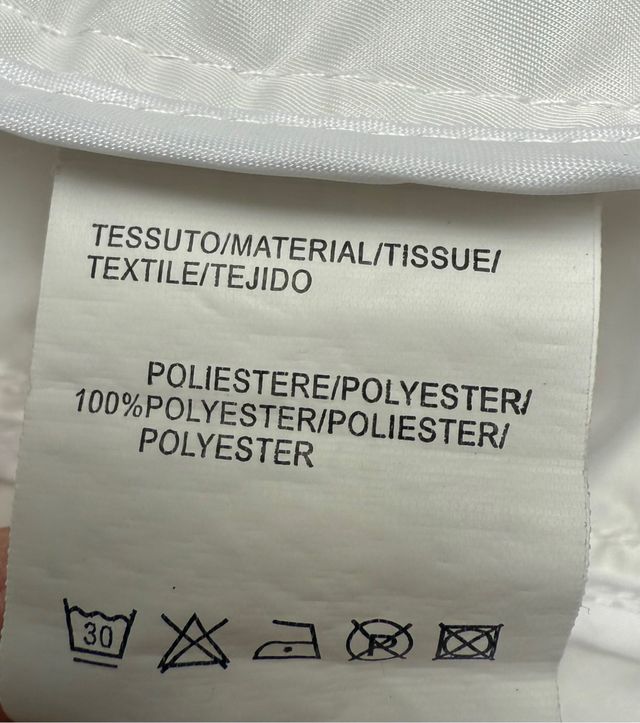 TESSUTO/MATERIAL/TISSUE/
TEXTILE/TEJIDO
POLIESTERE/POLYESTER/
100%POLYESTER/POLIESTER/
POLYESTER
30 P